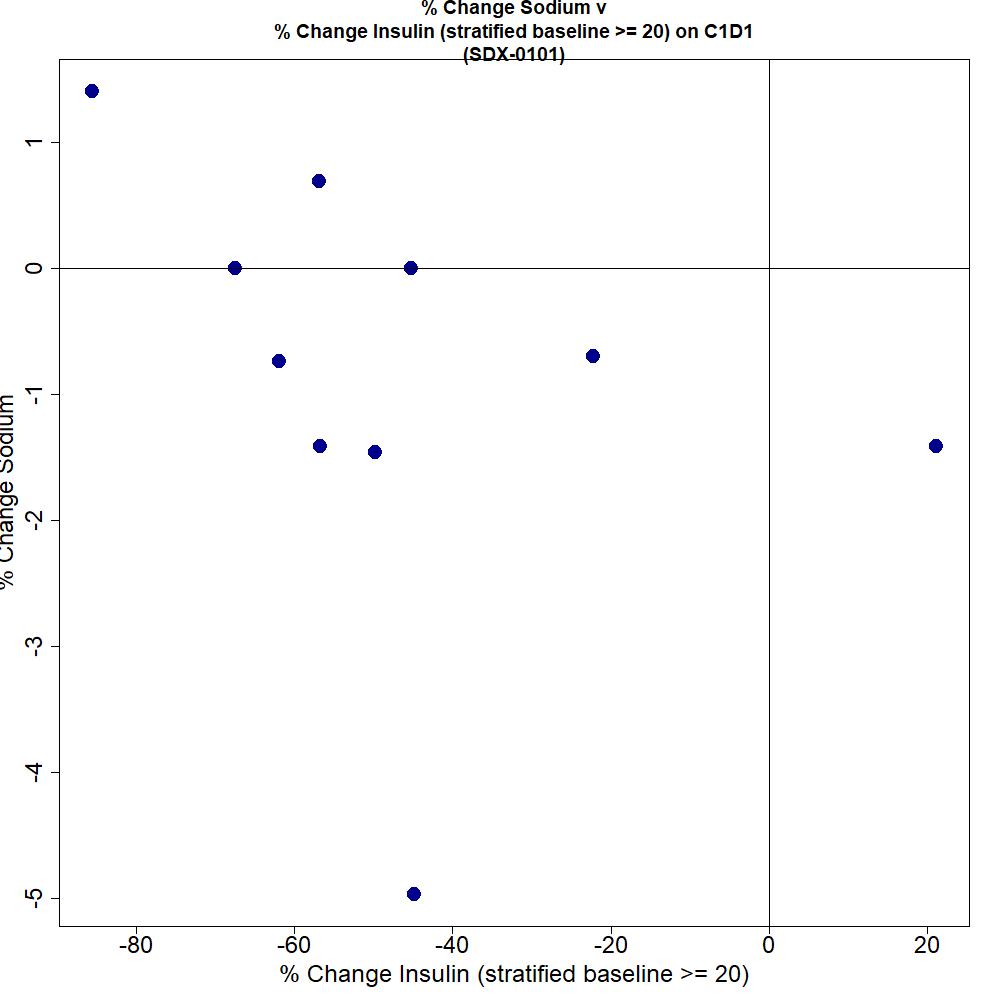 % Change Sodium v
% Change Insulin (stratified baseline >= 20) on C1D1
(SDX-0101)
1
0
-1
-2
-3
-4
-5
% Change Sodium
-80 -60 -40 -20 0 20
% Change Insulin (stratified baseline >= 20)